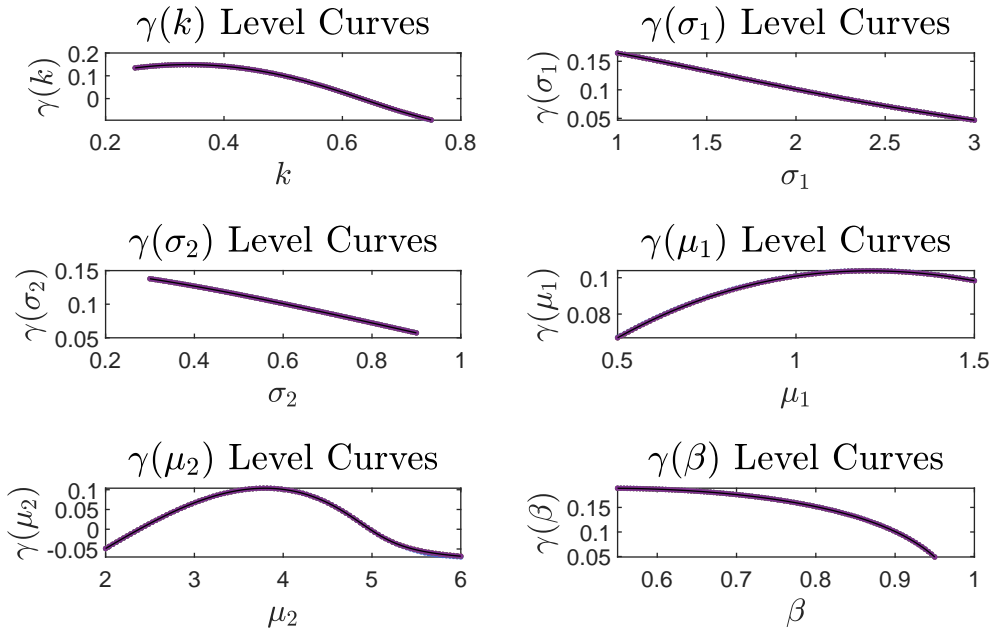 γ(k) Level Curves
γ(k)
0.2
0.1
0
0.2 0.4 0.6 0.8
k
γ(σ₁) Level Curves
γ(σ₁)
0.15
0.1
0.05
1 1.5 2 2.5 3
σ₁
γ(σ₂) Level Curves
γ(σ₂)
0.15
0.1
0.05
0.2 0.4 0.6 0.8 1
σ₂
γ(μ₁) Level Curves
γ(μ₁)
0.1
0.08
0.5 1 1.5
μ₁
γ(μ₂) Level Curves
γ(μ₂)
0.1
0.05
0
-0.05
2 3 4 5 6
μ₂
γ(β) Level Curves
γ(β)
0.15
0.1
0.05
0.6 0.7 0.8 0.9 1
β